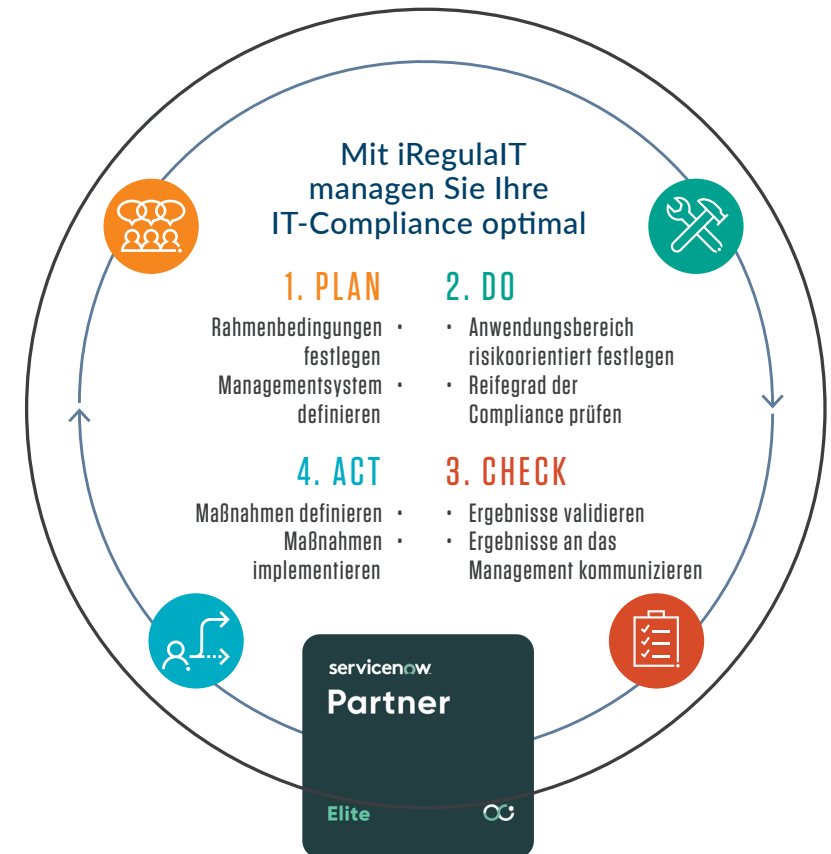 Mit iRegulaIT
managen Sie Ihre
IT-Compliance optimal
1. PLAN
Rahmenbedingungen •
festlegen
Managementsystem •
definieren
2. DO
• Anwendungsbereich
risikoorientiert festlegen
• Reifegrad der
Compliance prüfen
4. ACT
Maßnahmen definieren •
Maßnahmen •
implementieren
3. CHECK
• Ergebnisse validieren
• Ergebnisse an das
Management kommunizieren
servicenow
Partner
Elite